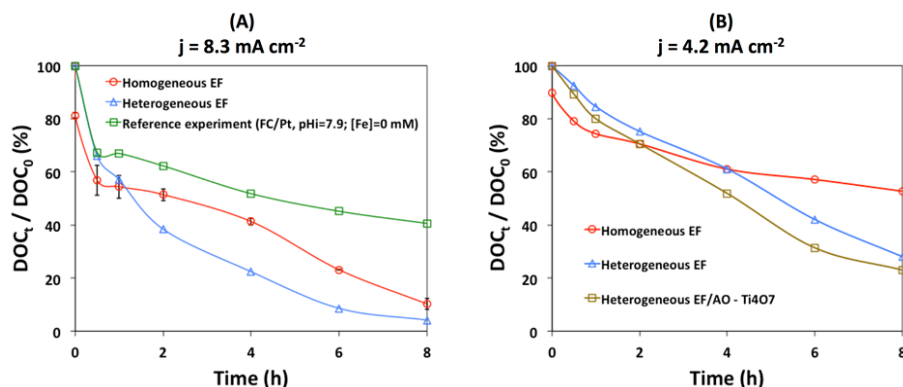 (A)
j = 8.3 mA cm⁻²
DOCt / DOC0 (%)
100
80
60
40
20
0
Homogeneous EF
Heterogeneous EF
Reference experiment (FC/Pt, pHi=7.9; [Fe]=0 mM)
0 2 4 6 8
Time (h)
(B)
j = 4.2 mA cm⁻²
DOCt / DOC0 (%)
100
80
60
40
20
0
Homogeneous EF
Heterogeneous EF
Heterogeneous EF/AO - Ti4O7
0 2 4 6 8
Time (h)